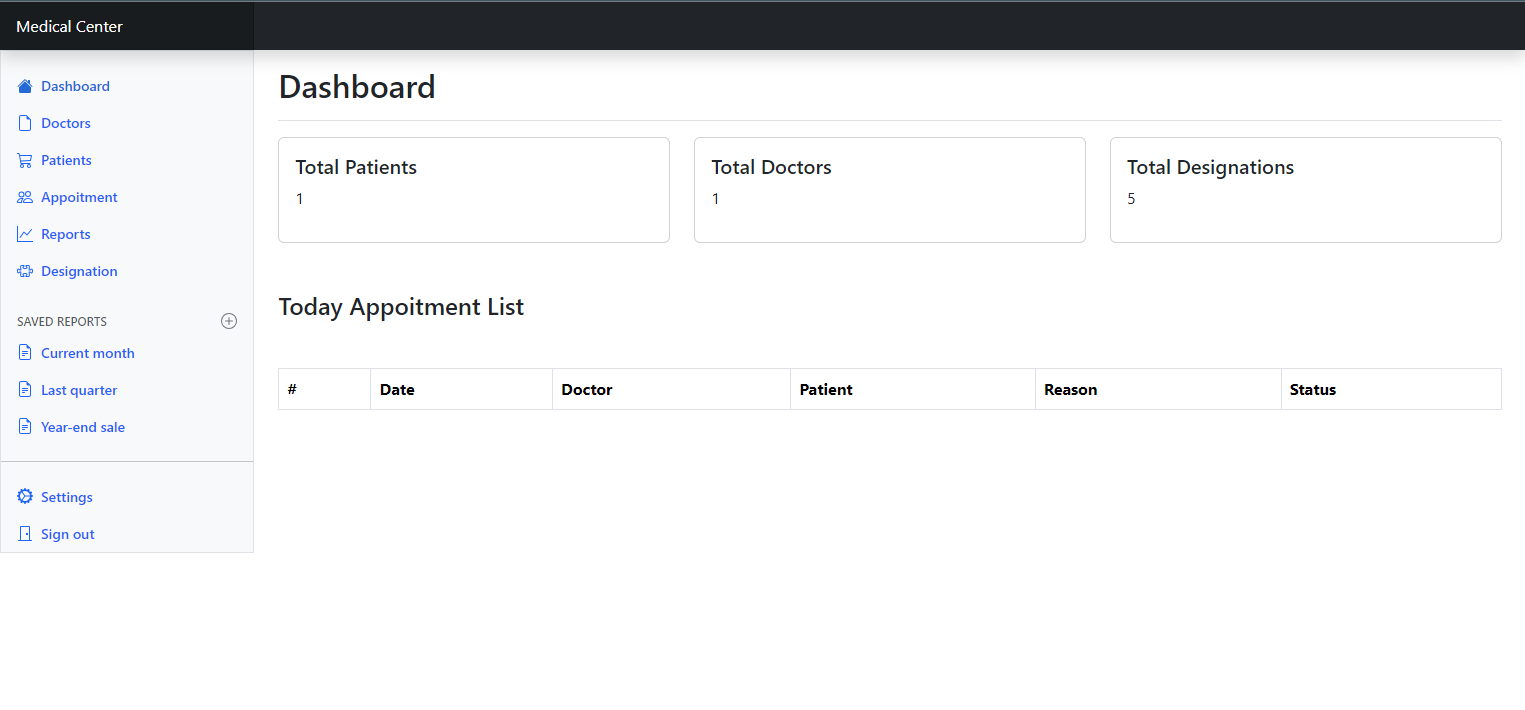 Medical Center
Dashboard
Doctors
Patients
Appoitment
Reports
Designation
SAVED REPORTS
Current month
Last quarter
Year-end sale
Settings
Sign out
Dashboard
Total Patients
1
Total Doctors
1
Total Designations
5
Today Appoitment List
# Date Doctor Patient Reason Status